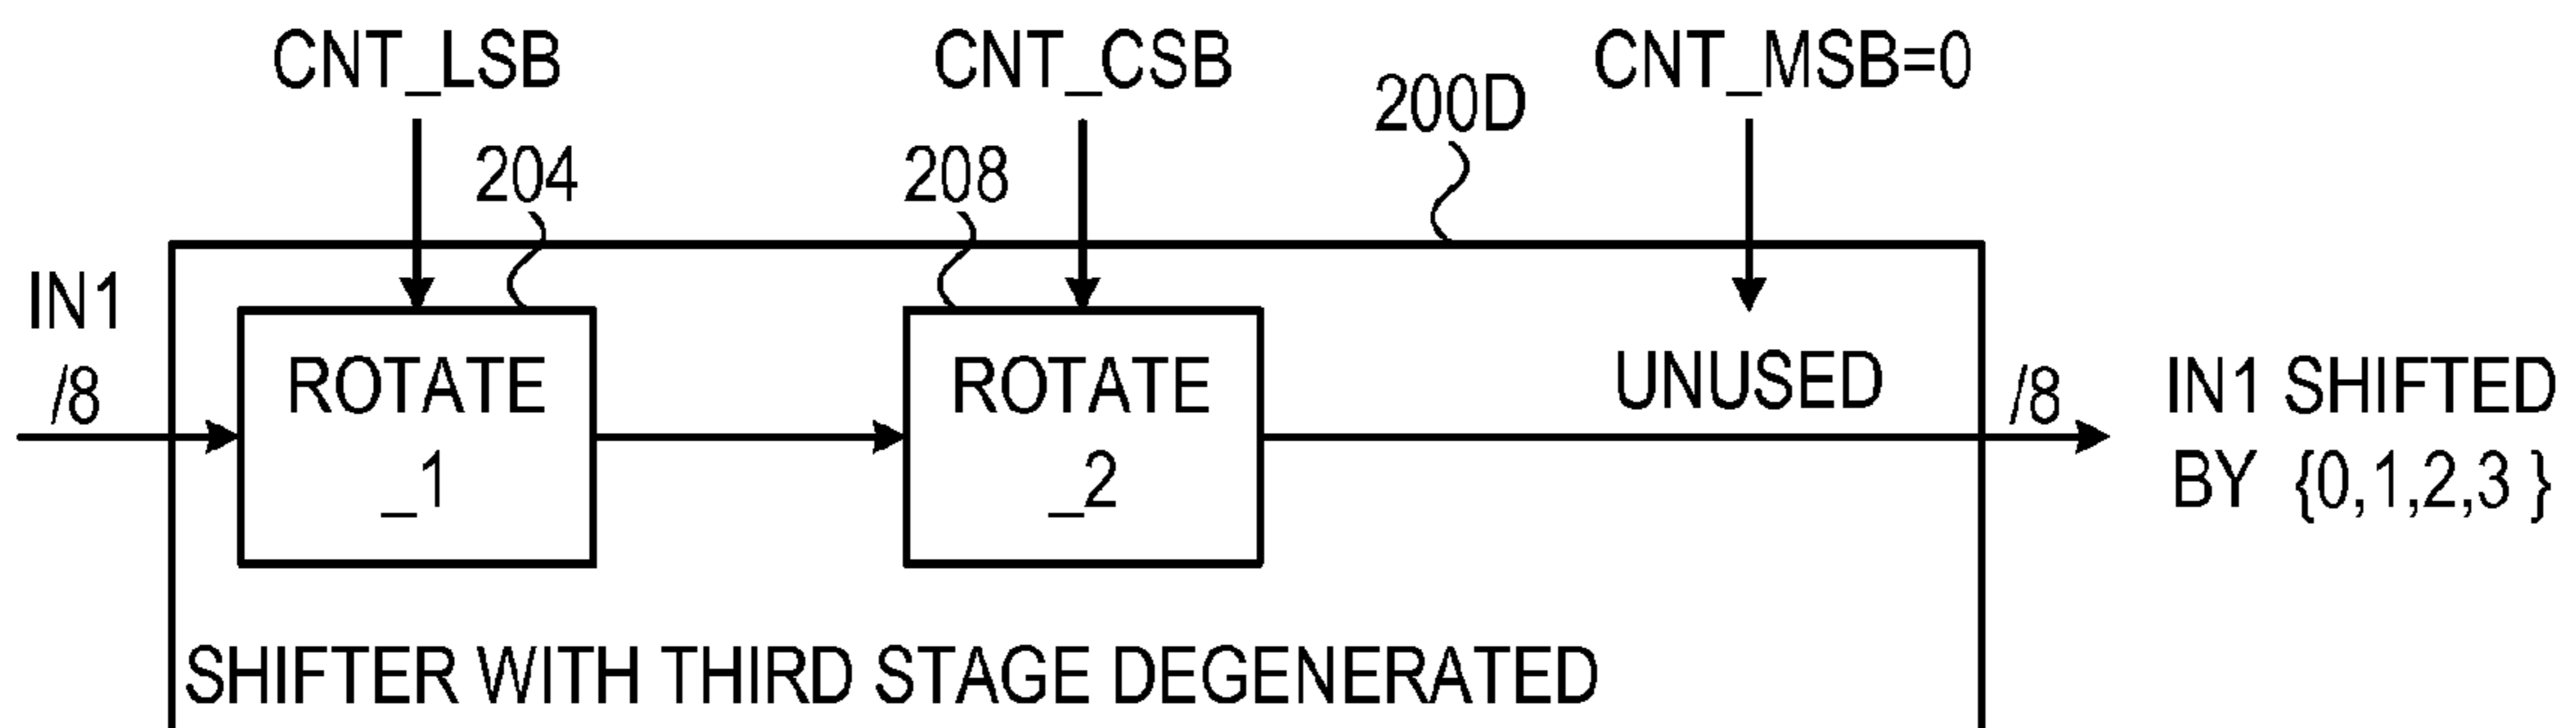 CNT_LSB
CNT_CSB
CNT_MSB=0
200D
204
208
IN1
/8
ROTATE
_1
ROTATE
_2
UNUSED
/8
IN1 SHIFTED
BY {0,1,2,3 }
SHIFTER WITH THIRD STAGE DEGENERATED